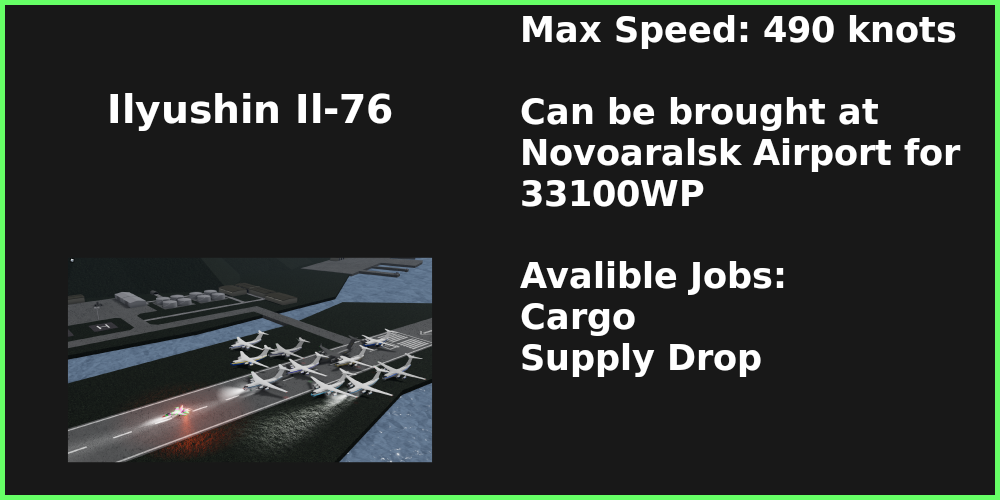 Ilyushin Il-76
Max Speed: 490 knots
Can be brought at
Novoaralsk Airport for
33100WP
Avalible Jobs:
Cargo
Supply Drop
H